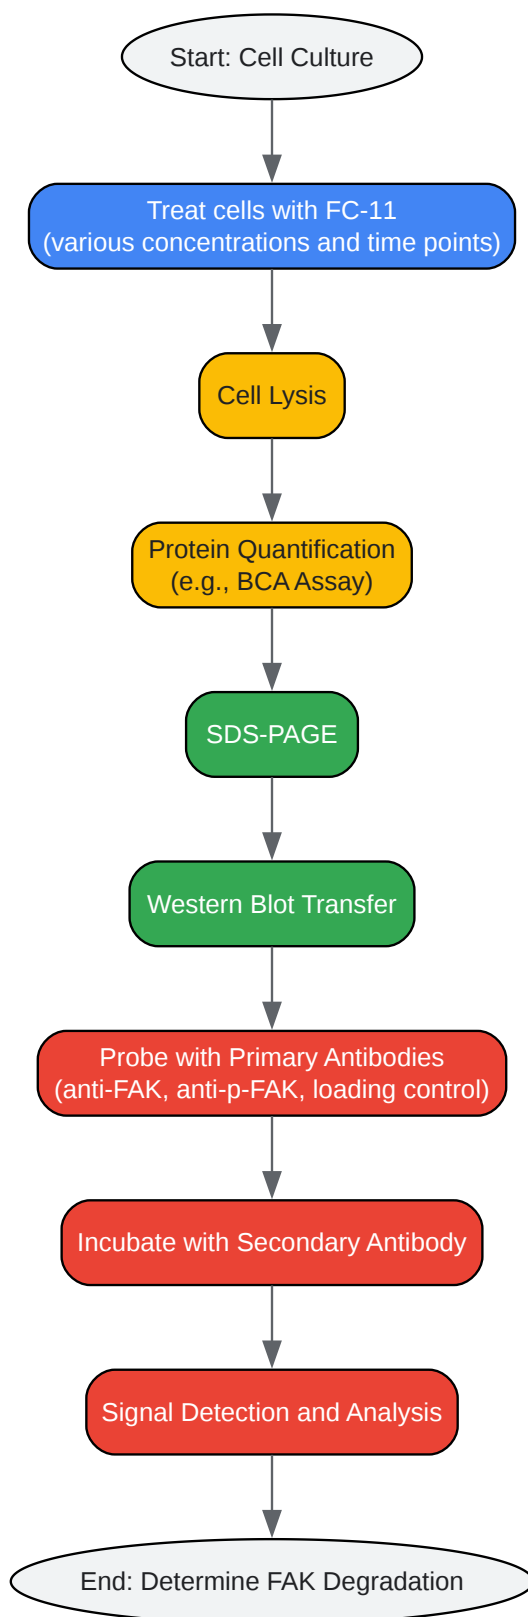 Start: Cell Culture
Treat cells with FC-11
(various concentrations and time points)
Cell Lysis
Protein Quantification
(e.g., BCA Assay)
SDS-PAGE
Western Blot Transfer
Probe with Primary Antibodies
(anti-FAK, anti-p-FAK, loading control)
Incubate with Secondary Antibody
Signal Detection and Analysis
End: Determine FAK Degradation